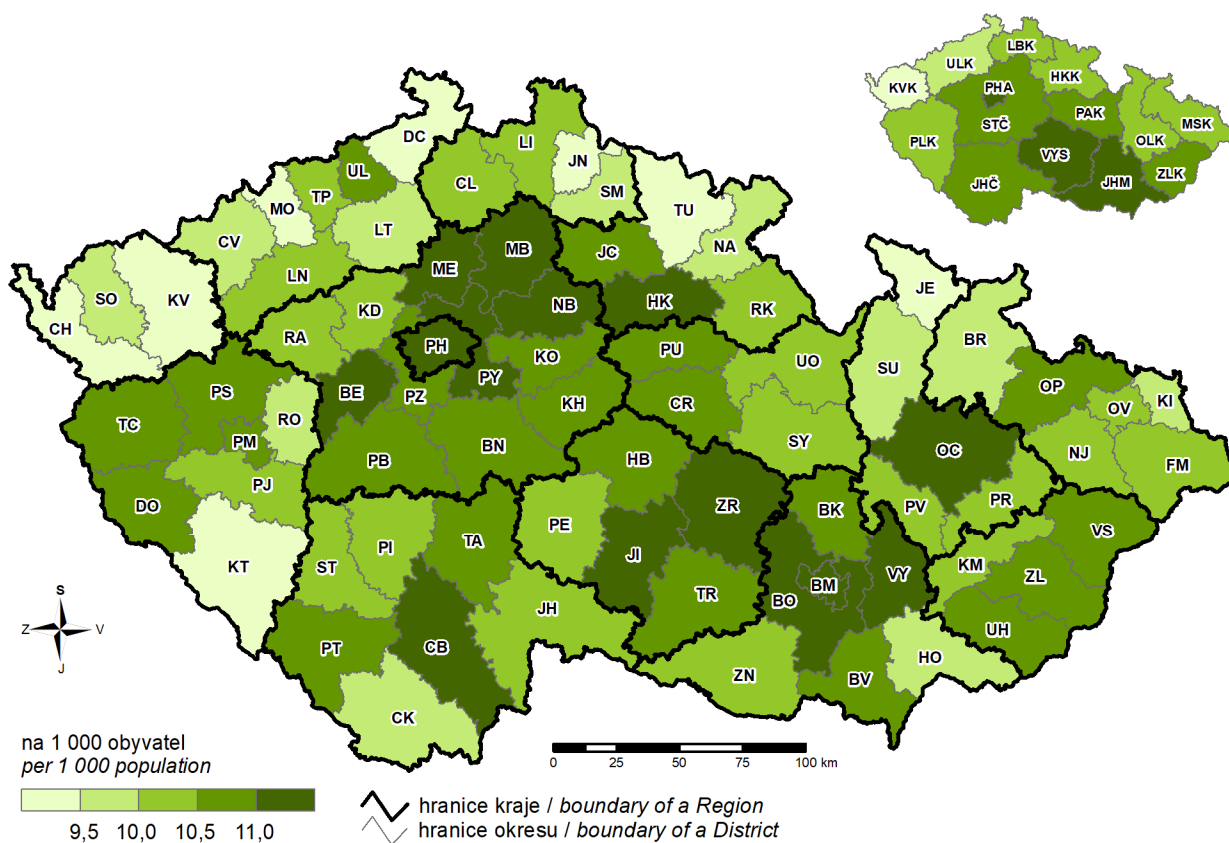 LBK
ULK
HKK
KVK
PHA
PAK
STČ
MSK
PLK
OLK
VYS
ZLK
JHČ
JHM
DC
LI
JN
UL
TP
CL
SM
MO
TU
LT
CV
NA
MB
JC
ME
LN
SO
KV
NB
HK
JE
KD
RK
CH
RA
PH
KO
PU
UO
SU
BR
PS
BE
PZ
PY
OP
KI
TC
RO
KH
CR
OV
PM
SY
OC
NJ
FM
PB
BN
HB
PJ
DO
PR
ZR
BK
PV
VS
PE
TA
PI
JI
KT
ST
KM
ZL
VY
BM
BO
TR
JH
UH
PT
CB
HO
ZN
BV
CK
S
Z
V
J
na 1 000 obyvatel
per 1 000 population
9,5 10,0 10,5 11,0
0 25 50 75 100 km
hranice kraje / boundary of a Region
hranice okresu / boundary of a District